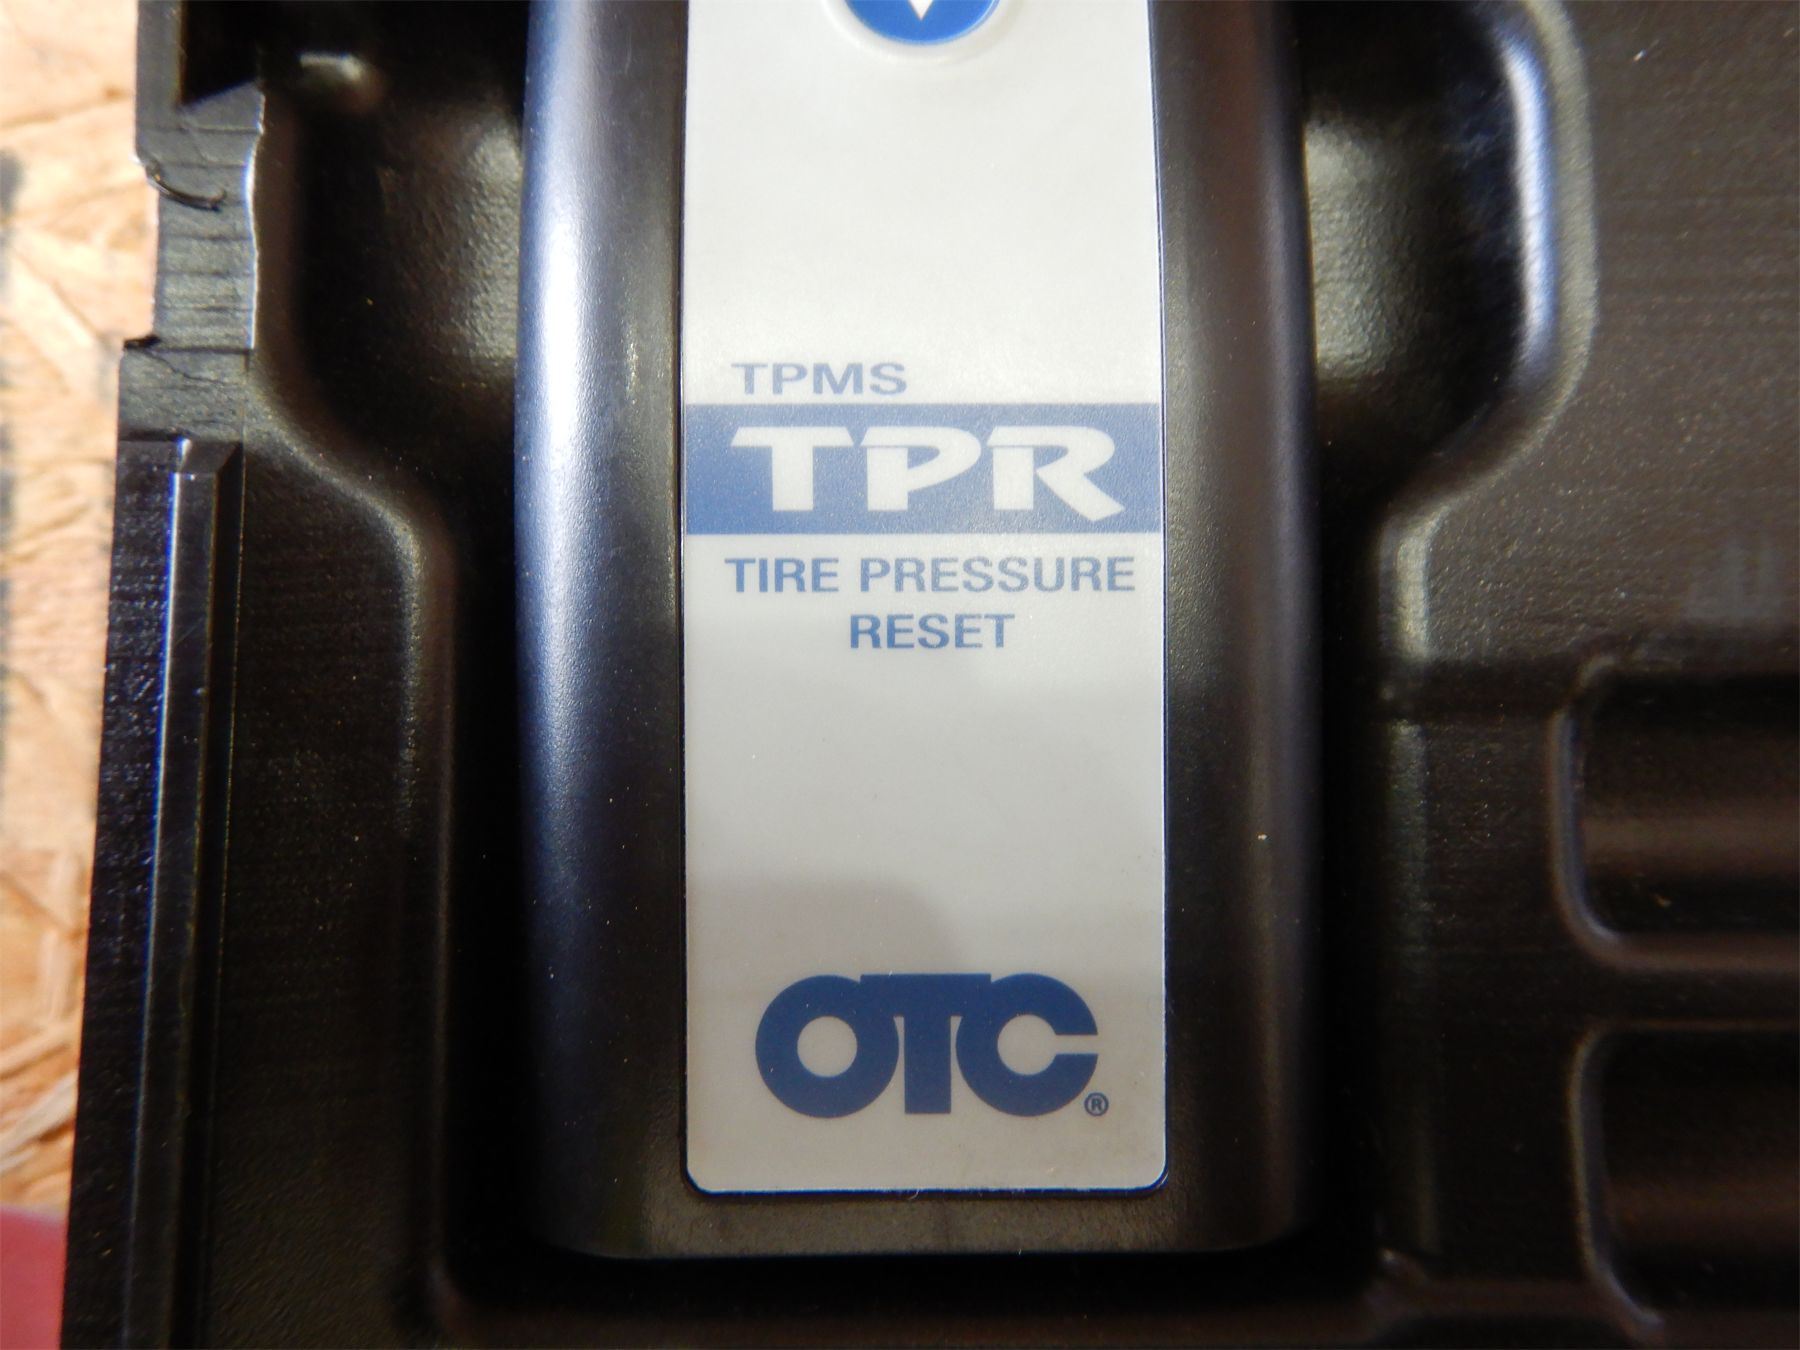 TPMS
TPR
TIRE PRESSURE
RESET
OTC®